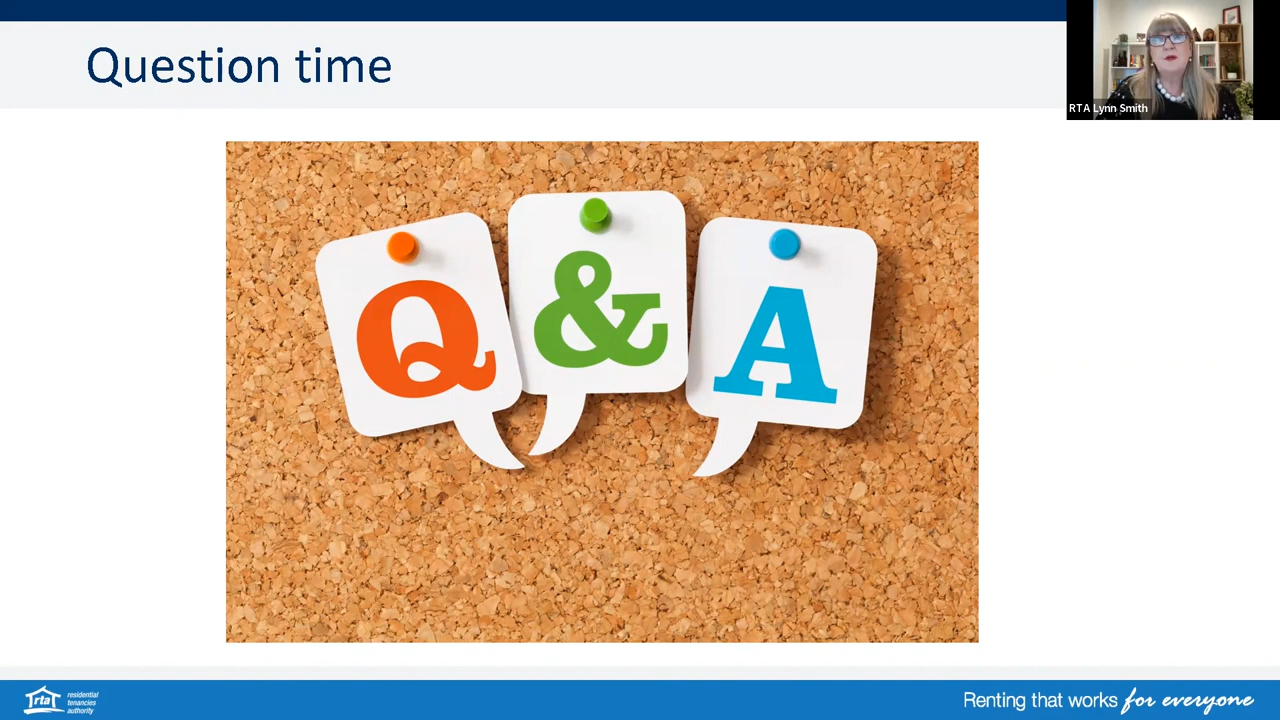 Question time
RTA Lynn Smith
Q & A
rta
residential
tenancies
authority
Renting that works for everyone